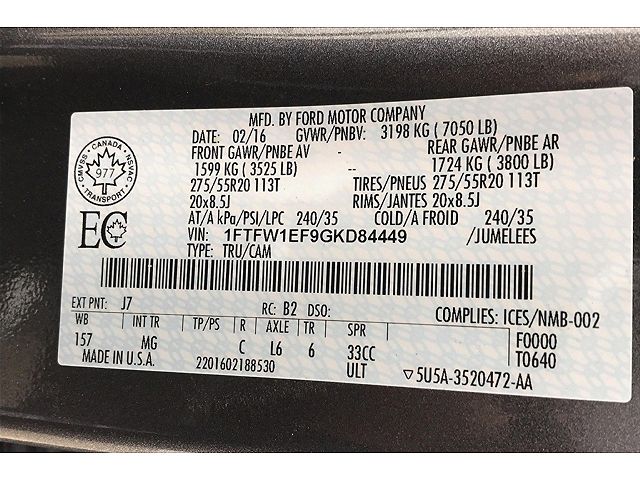 MFD. BY FORD MOTOR COMPANY
DATE: 02/16 GVWR/PNBV: 3198 KG ( 7050 LB)
FRONT GAWR/PNBE AV - REAR GAWR/PNBE AR
1599 KG ( 3525 LB) -- 1724 KG ( 3800 LB)
275/55R20 113T TIRES/PNEUS 275/55R20 113T
20x8.5J RIMS/JANTES 20x8.5J
AT/A kPa/PSI/LPC 240/35 COLD/A FROID 240/35
VIN: 1FTFW1EF9GKD84449 /JUMELEES
TYPE: TRU/CAM
CMVSS · CANADA · NSVAC
977
TRANSPORT
EC
EXT PNT: J7 RC: B2 DSO: COMPLIES: ICES/NMB-002
WB INT TR TP/PS R AXLE TR SPR F0000
157 MG C L6 6 33CC T0640
MADE IN U.S.A. 2201602188530 ULT 5U5A-3520472-AA